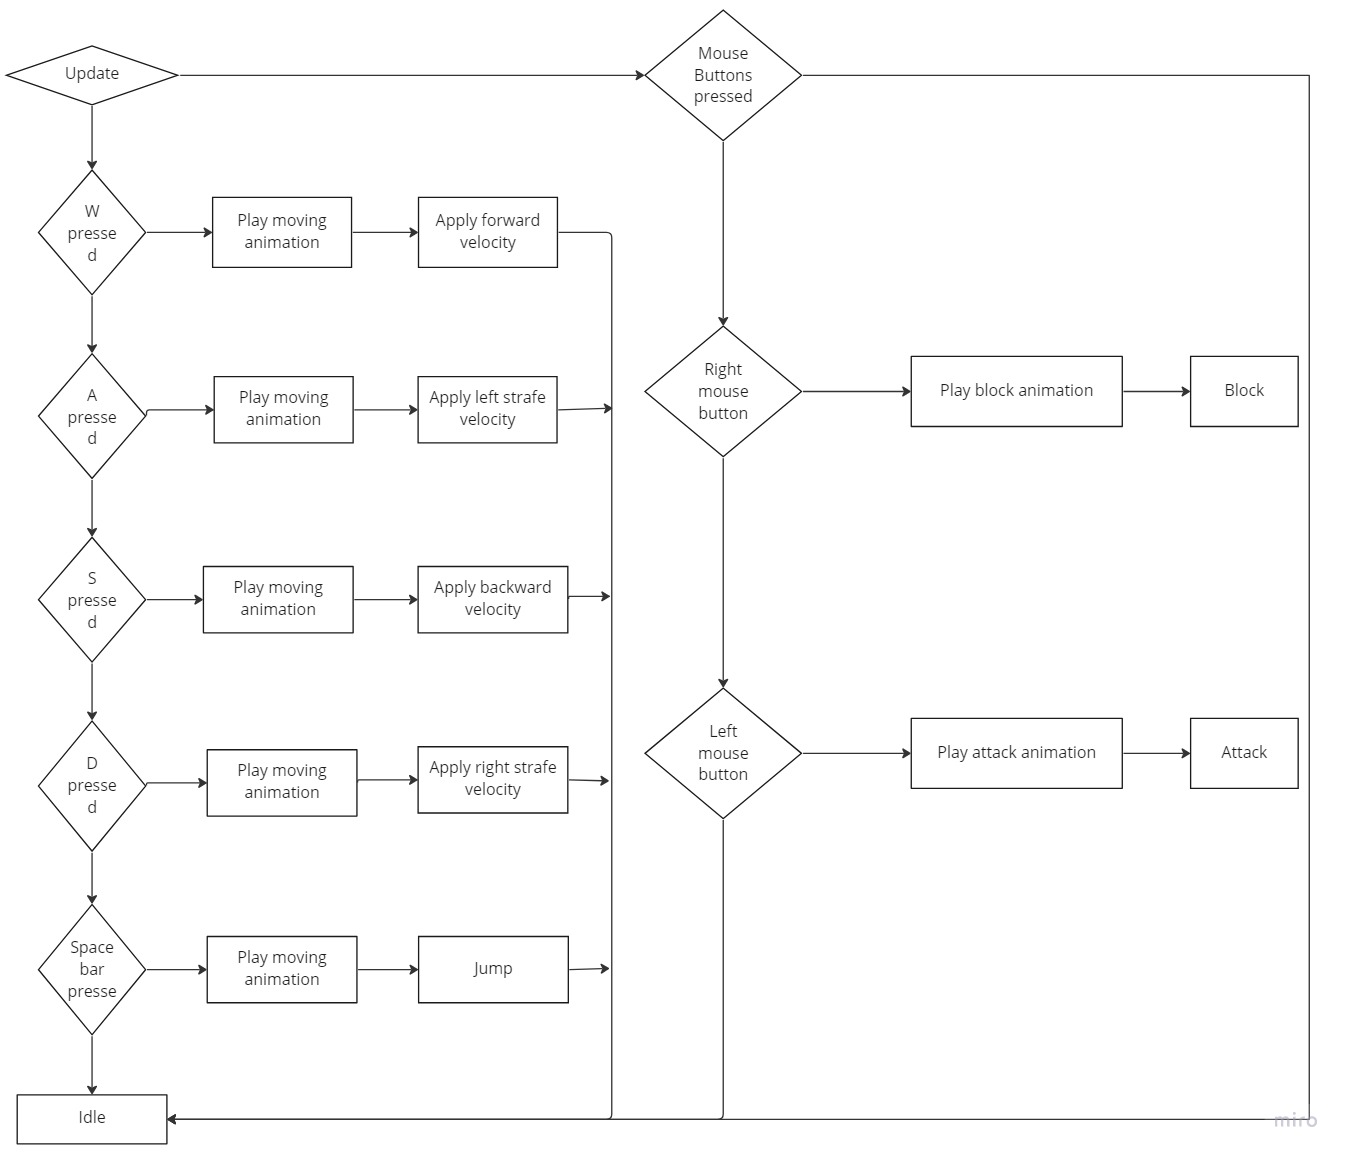 Update
Mouse
Buttons
pressed
W
presse
d
Play moving
animation
Apply forward
velocity
A
presse
d
Play moving
animation
Apply left strafe
velocity
Right
mouse
button
Play block animation
Block
S
presse
d
Play moving
animation
Apply backward
velocity
D
presse
d
Play moving
animation
Apply right strafe
velocity
Left
mouse
button
Play attack animation
Attack
Space
bar
presse
Play moving
animation
Jump
Idle
miro